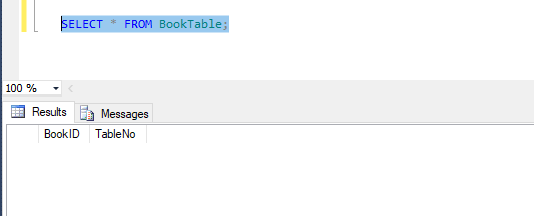 SELECT * FROM BookTable;
100 %
Results Messages
BookID TableNo